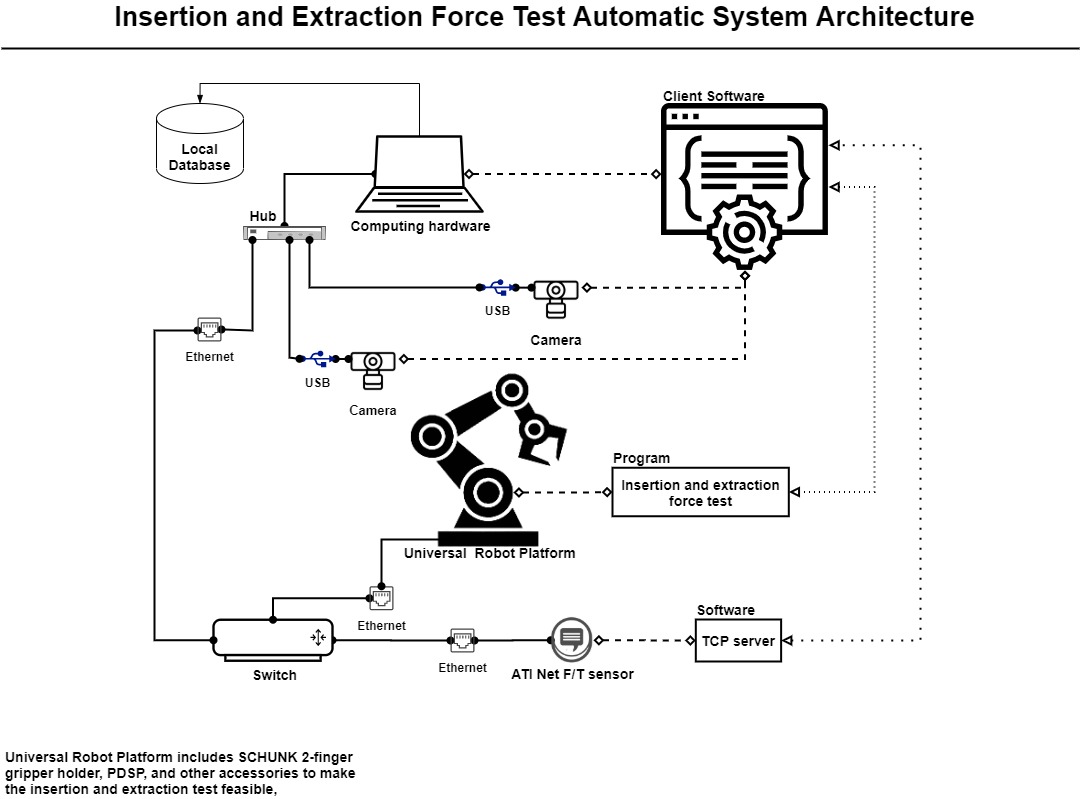 Insertion and Extraction Force Test Automatic System Architecture
Client Software
Local
Database
Hub
Computing hardware
USB
Camera
Ethernet
USB
Camera
Program
Insertion and extraction
force test
Universal Robot Platform
Ethernet
Software
TCP server
Ethernet
Switch
ATI Net F/T sensor
Universal Robot Platform includes SCHUNK 2-finger
gripper holder, PDSP, and other accessories to make
the insertion and extraction test feasible,